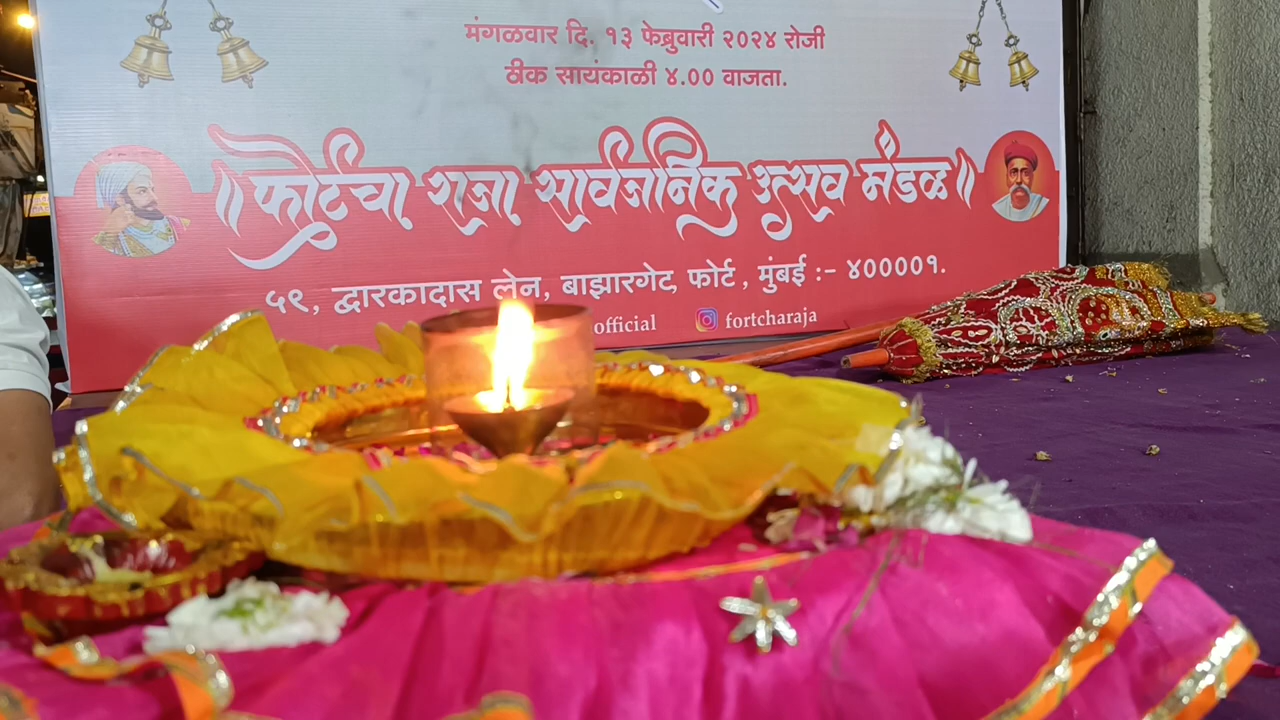 मंगळवार दि. १३ फेब्रुवारी २०२४ रोजी
ठीक सायंकाळी ४.०० वाजता.
॥ फोर्टचा राजा सार्वजनिक उत्सव मंडळ ॥
५९, द्वारकादास लेन, बाझारगेट, फोर्ट, मुंबई :- ४००००१.
official fortcharaja